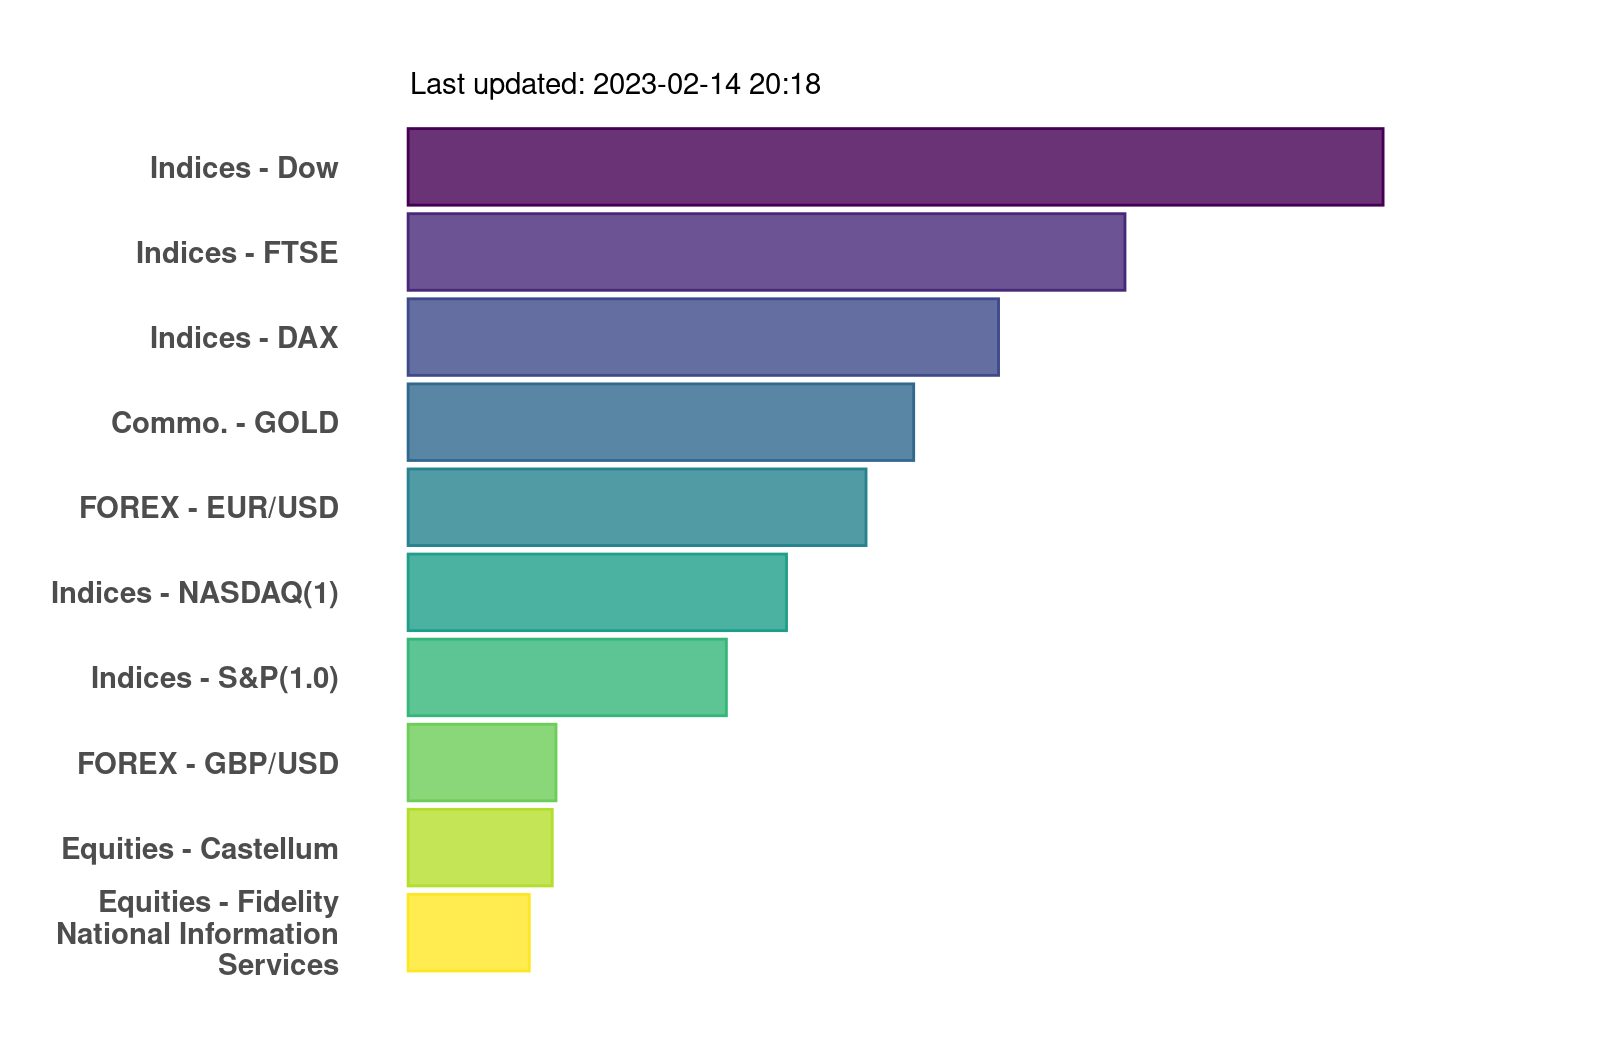 Last updated: 2023-02-14 20:18
Indices - Dow
Indices - FTSE
Indices - DAX
Commo. - GOLD
FOREX - EUR/USD
Indices - NASDAQ(1)
Indices - S&P(1.0)
FOREX - GBP/USD
Equities - Castellum
Equities - Fidelity
National Information
Services